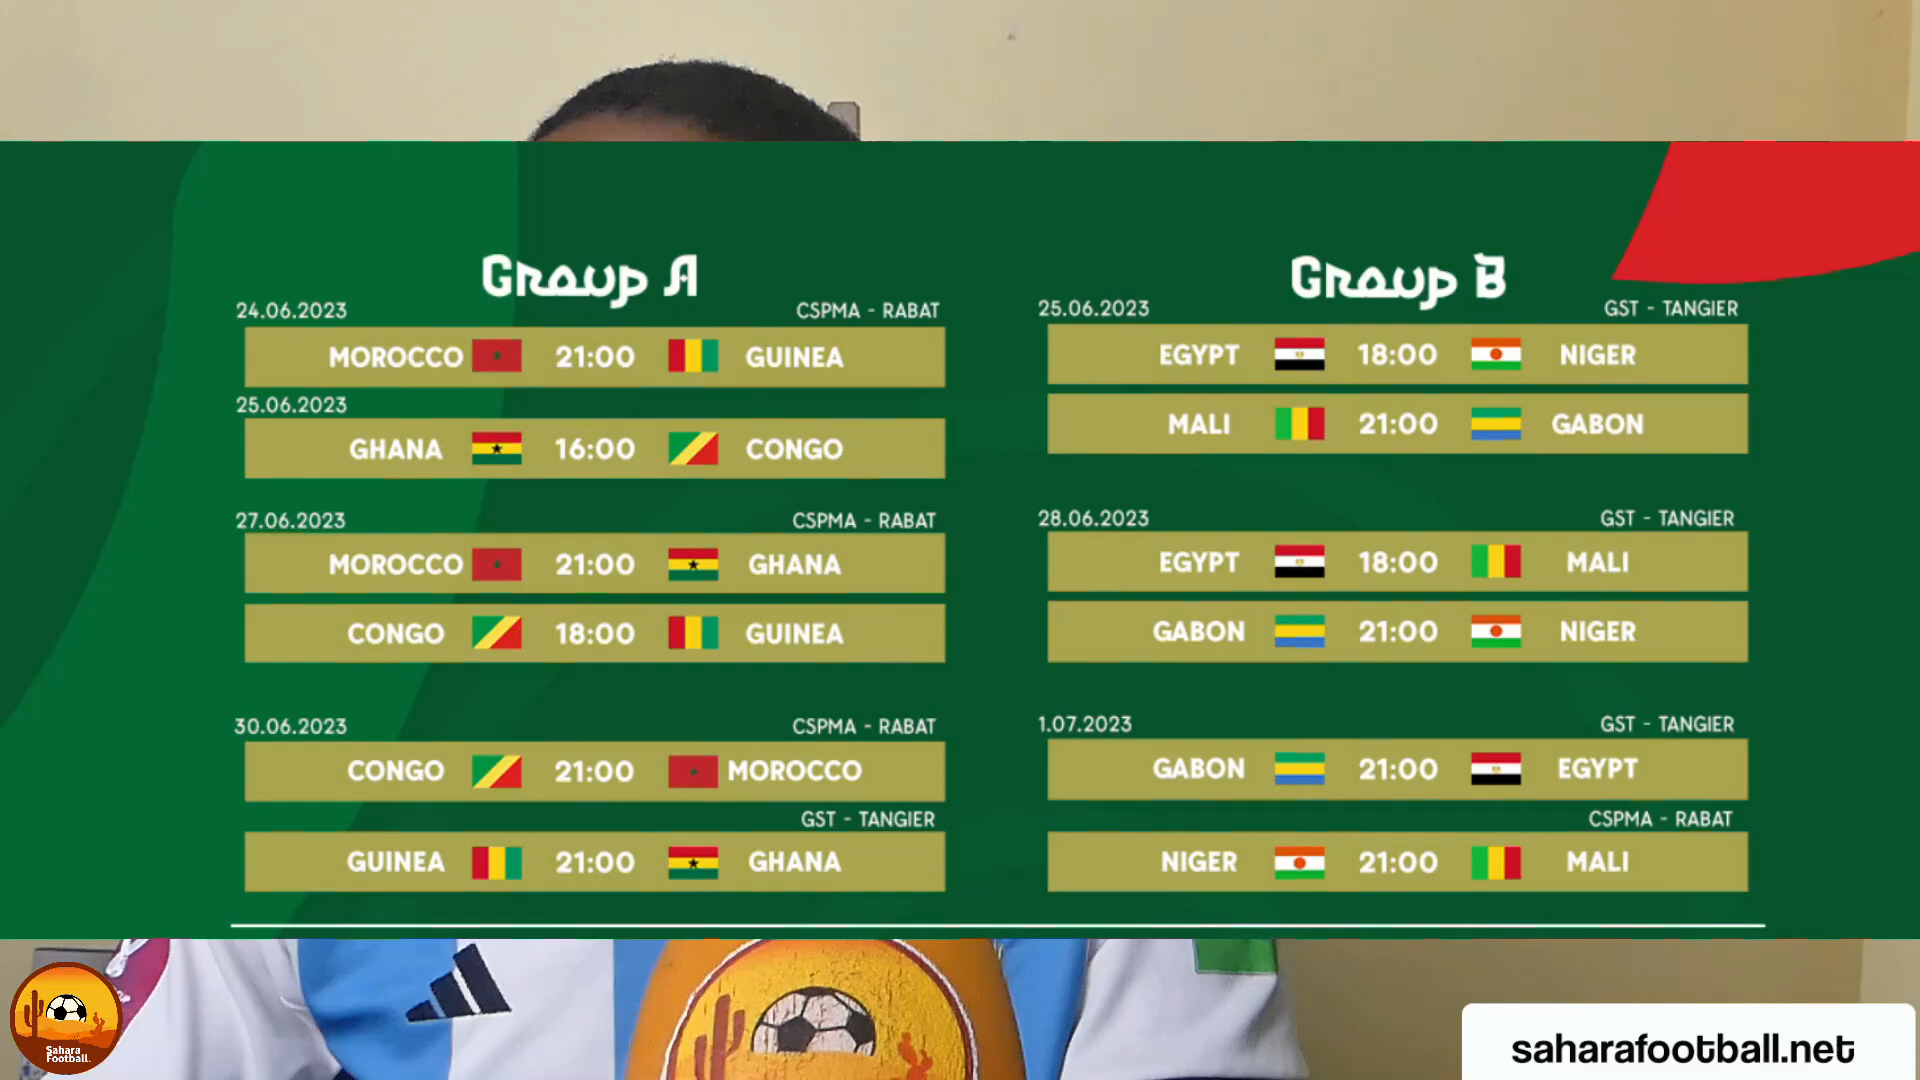 Group A
24.06.2023 CSPMA - RABAT
MOROCCO 21:00 GUINEA
25.06.2023
GHANA 16:00 CONGO
27.06.2023 CSPMA - RABAT
MOROCCO 21:00 GHANA
CONGO 18:00 GUINEA
30.06.2023 CSPMA - RABAT
CONGO 21:00 MOROCCO
GST - TANGIER
GUINEA 21:00 GHANA
Group B
25.06.2023 GST - TANGIER
EGYPT 18:00 NIGER
MALI 21:00 GABON
28.06.2023 GST - TANGIER
EGYPT 18:00 MALI
GABON 21:00 NIGER
1.07.2023 GST - TANGIER
GABON 21:00 EGYPT
CSPMA - RABAT
NIGER 21:00 MALI
Sahara
Football.
saharafootball.net